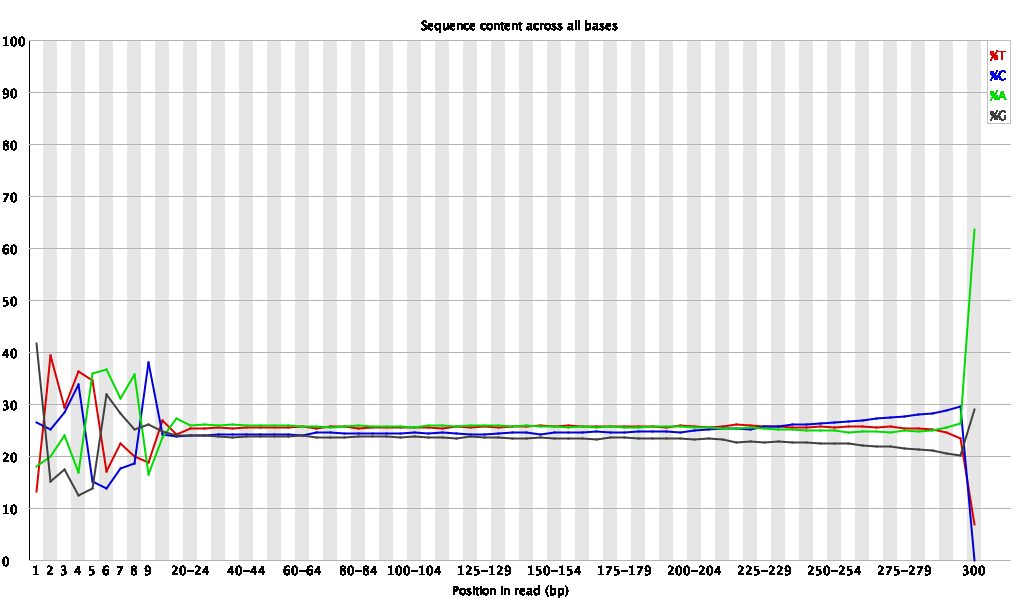 Sequence content across all bases
100
90
80
70
60
50
40
30
20
10
0
%T
%C
%A
%G
1 2 3 4 5 6 7 8 9 20-24 40-44 60-64 80-84 100-104 125-129 150-154 175-179 200-204 225-229 250-254 275-279 300
Position in read (bp)